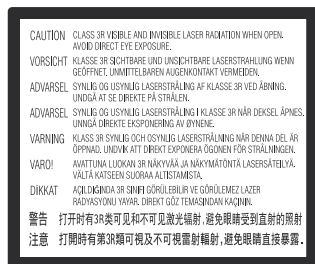 CAUTION CLASS 3R VISIBLE AND INVISIBLE LASER RADIATION WHEN OPEN.
AVOID DIRECT EYE EXPOSURE.
VORSICHT KLASSE 3R SICHTBARE UND UNSICHTBARE LASERSTRAHLUNG WENN
GEÖFFNET. UNMITTELBAREN AUGENKONTAKT VERMEIDEN.
ADVARSEL SYNLIG OG USYNLIG LASERSTRÅLING AF KLASSE 3R VED ÅBNING.
UNDGÅ AT SE DIREKTE PÅ STRÅLEN.
ADVARSEL SYNLIG OG USYNLIG LASERSTRÅLING I KLASSE 3R NÅR DEKSEL ÅPNES.
UNNGÅ DIREKTE EKSPONERING AV ØYNENE.
VARNING KLASS 3R SYNLIG OCH OSYNLIG LASERSTRÅLNING NÄR DENNA DEL ÄR
ÖPPNAD. UNDVIK ATT DIREKT EXPONERA ÖGONEN FÖR STRÅLNINGEN.
VARO! AVATTUNA LUOKAN 3R NÄKYVÄÄ JA NÄKYMÄTÖNTÄ LASERSÄTEILYÄ.
VÄLTÄ KATSEEN SUORAA ALTISTAMISTA.
DİKKAT AÇILDIĞINDA 3R SINIFI GÖRÜLEBİLİR VE GÖRÜLEMEZ LAZER
RADYASYONU YAYAR. DİREKT GÖZ TEMASINDAN KAÇININ.
警告 打开时有3R类可见和不可见激光辐射,避免眼睛受到直射的照射
注意 打開時有第3R類可視及不可視雷射輻射,避免眼睛直接暴露。